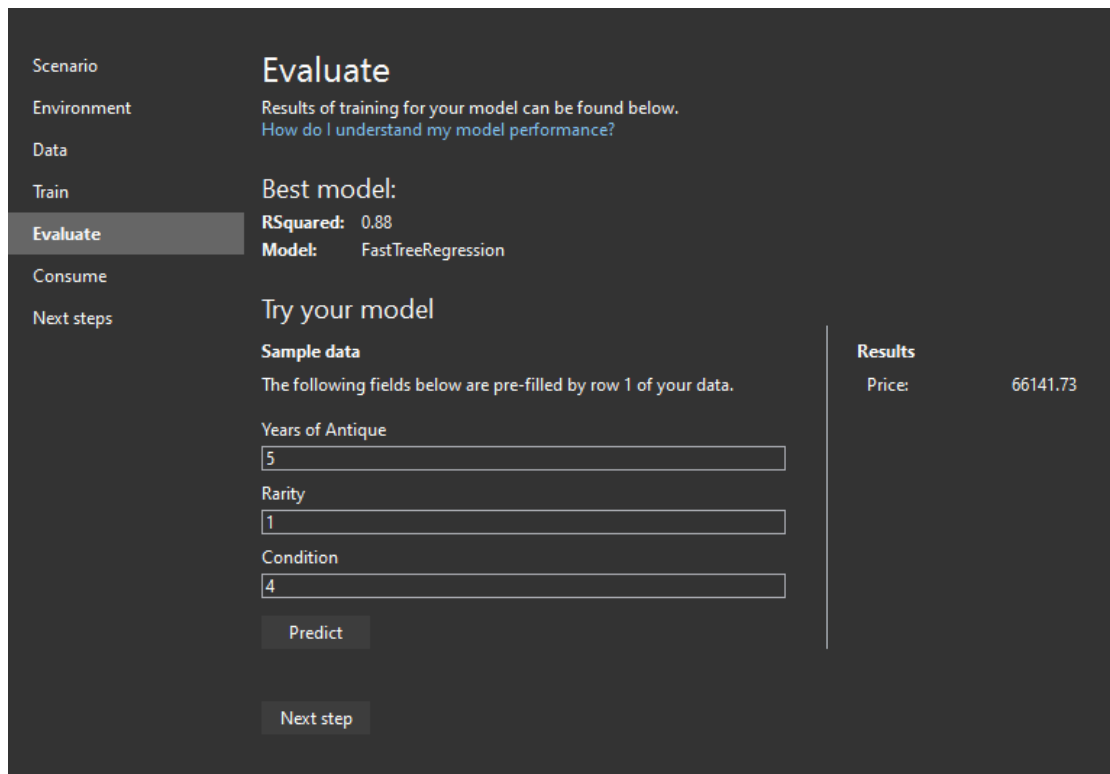 Scenario
Environment
Data
Train
Evaluate
Consume
Next steps
Evaluate
Results of training for your model can be found below.
How do I understand my model performance?
Best model:
RSquared: 0.88
Model: FastTreeRegression
Try your model
Sample data
The following fields below are pre-filled by row 1 of your data.
Years of Antique
5
Rarity
1
Condition
4
Predict
Next step
Results
Price: 66141.73